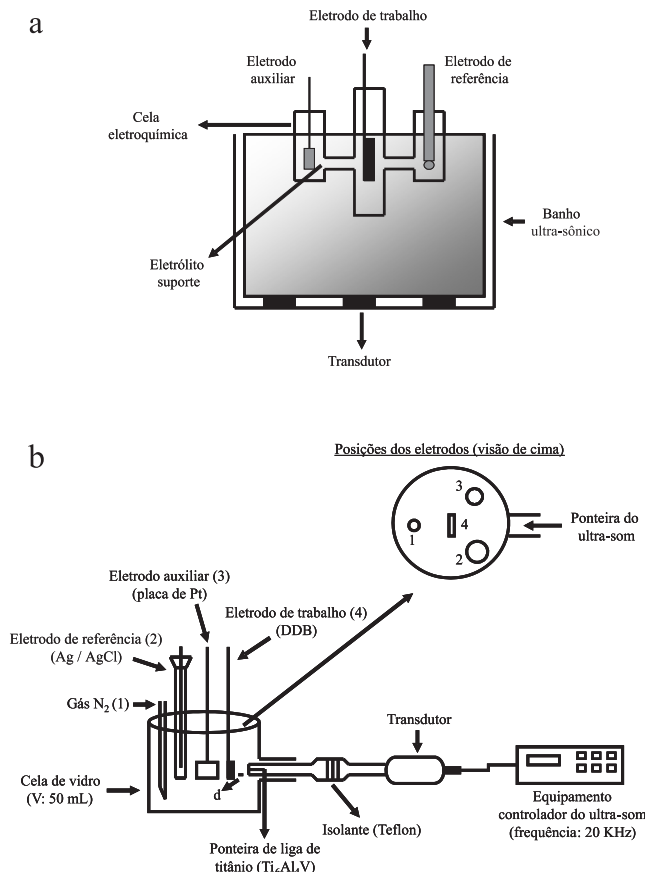 a
Eletrodo de trabalho
Eletrodo
auxiliar
Eletrodo de
referência
Cela
eletroquímica
Banho
ultra-sônico
Eletrólito
suporte
Transdutor
b
Posições dos eletrodos (visão de cima)
3
4
1
2
Ponteira do
ultra-som
Eletrodo auxiliar (3)
(placa de Pt)
Eletrodo de trabalho (4)
(DDB)
Eletrodo de referência (2)
(Ag / AgCl)
Gás N₂ (1)
Transdutor
Cela de vidro
(V: 50 mL)
d
Isolante (Teflon)
Equipamento
controlador do ultra-som
(frequência: 20 KHz)
Ponteira de liga de
titânio (Ti₆ALV)